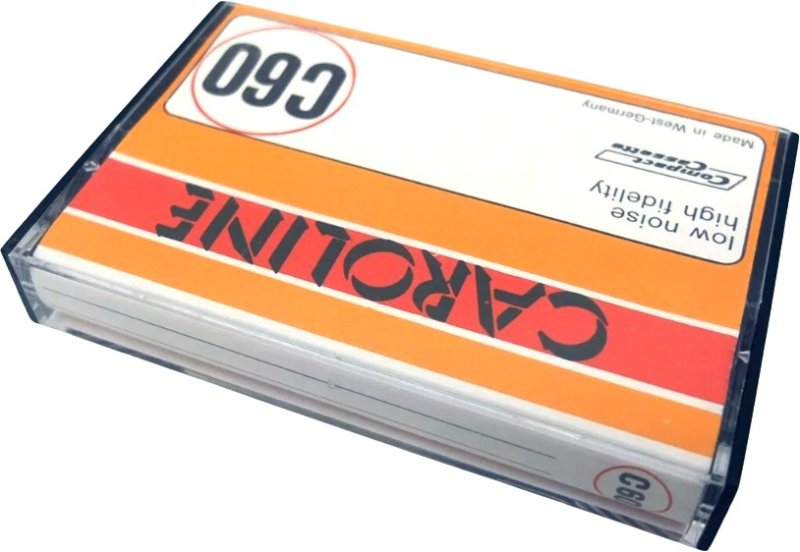 CAROLINE
low noise
high fidelity
Compact
Cassette
Made in West-Germany
C60
C60